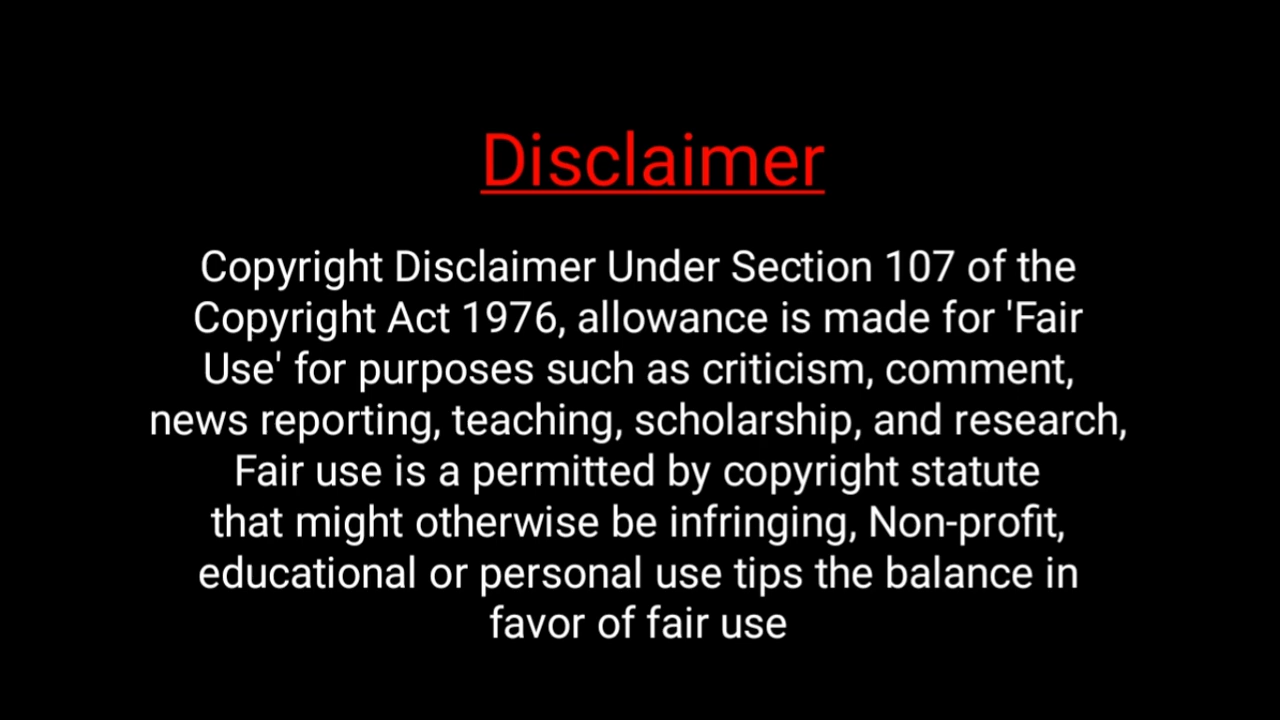 Disclaimer
Copyright Disclaimer Under Section 107 of the
Copyright Act 1976, allowance is made for 'Fair
Use' for purposes such as criticism, comment,
news reporting, teaching, scholarship, and research,
Fair use is a permitted by copyright statute
that might otherwise be infringing, Non-profit,
educational or personal use tips the balance in
favor of fair use